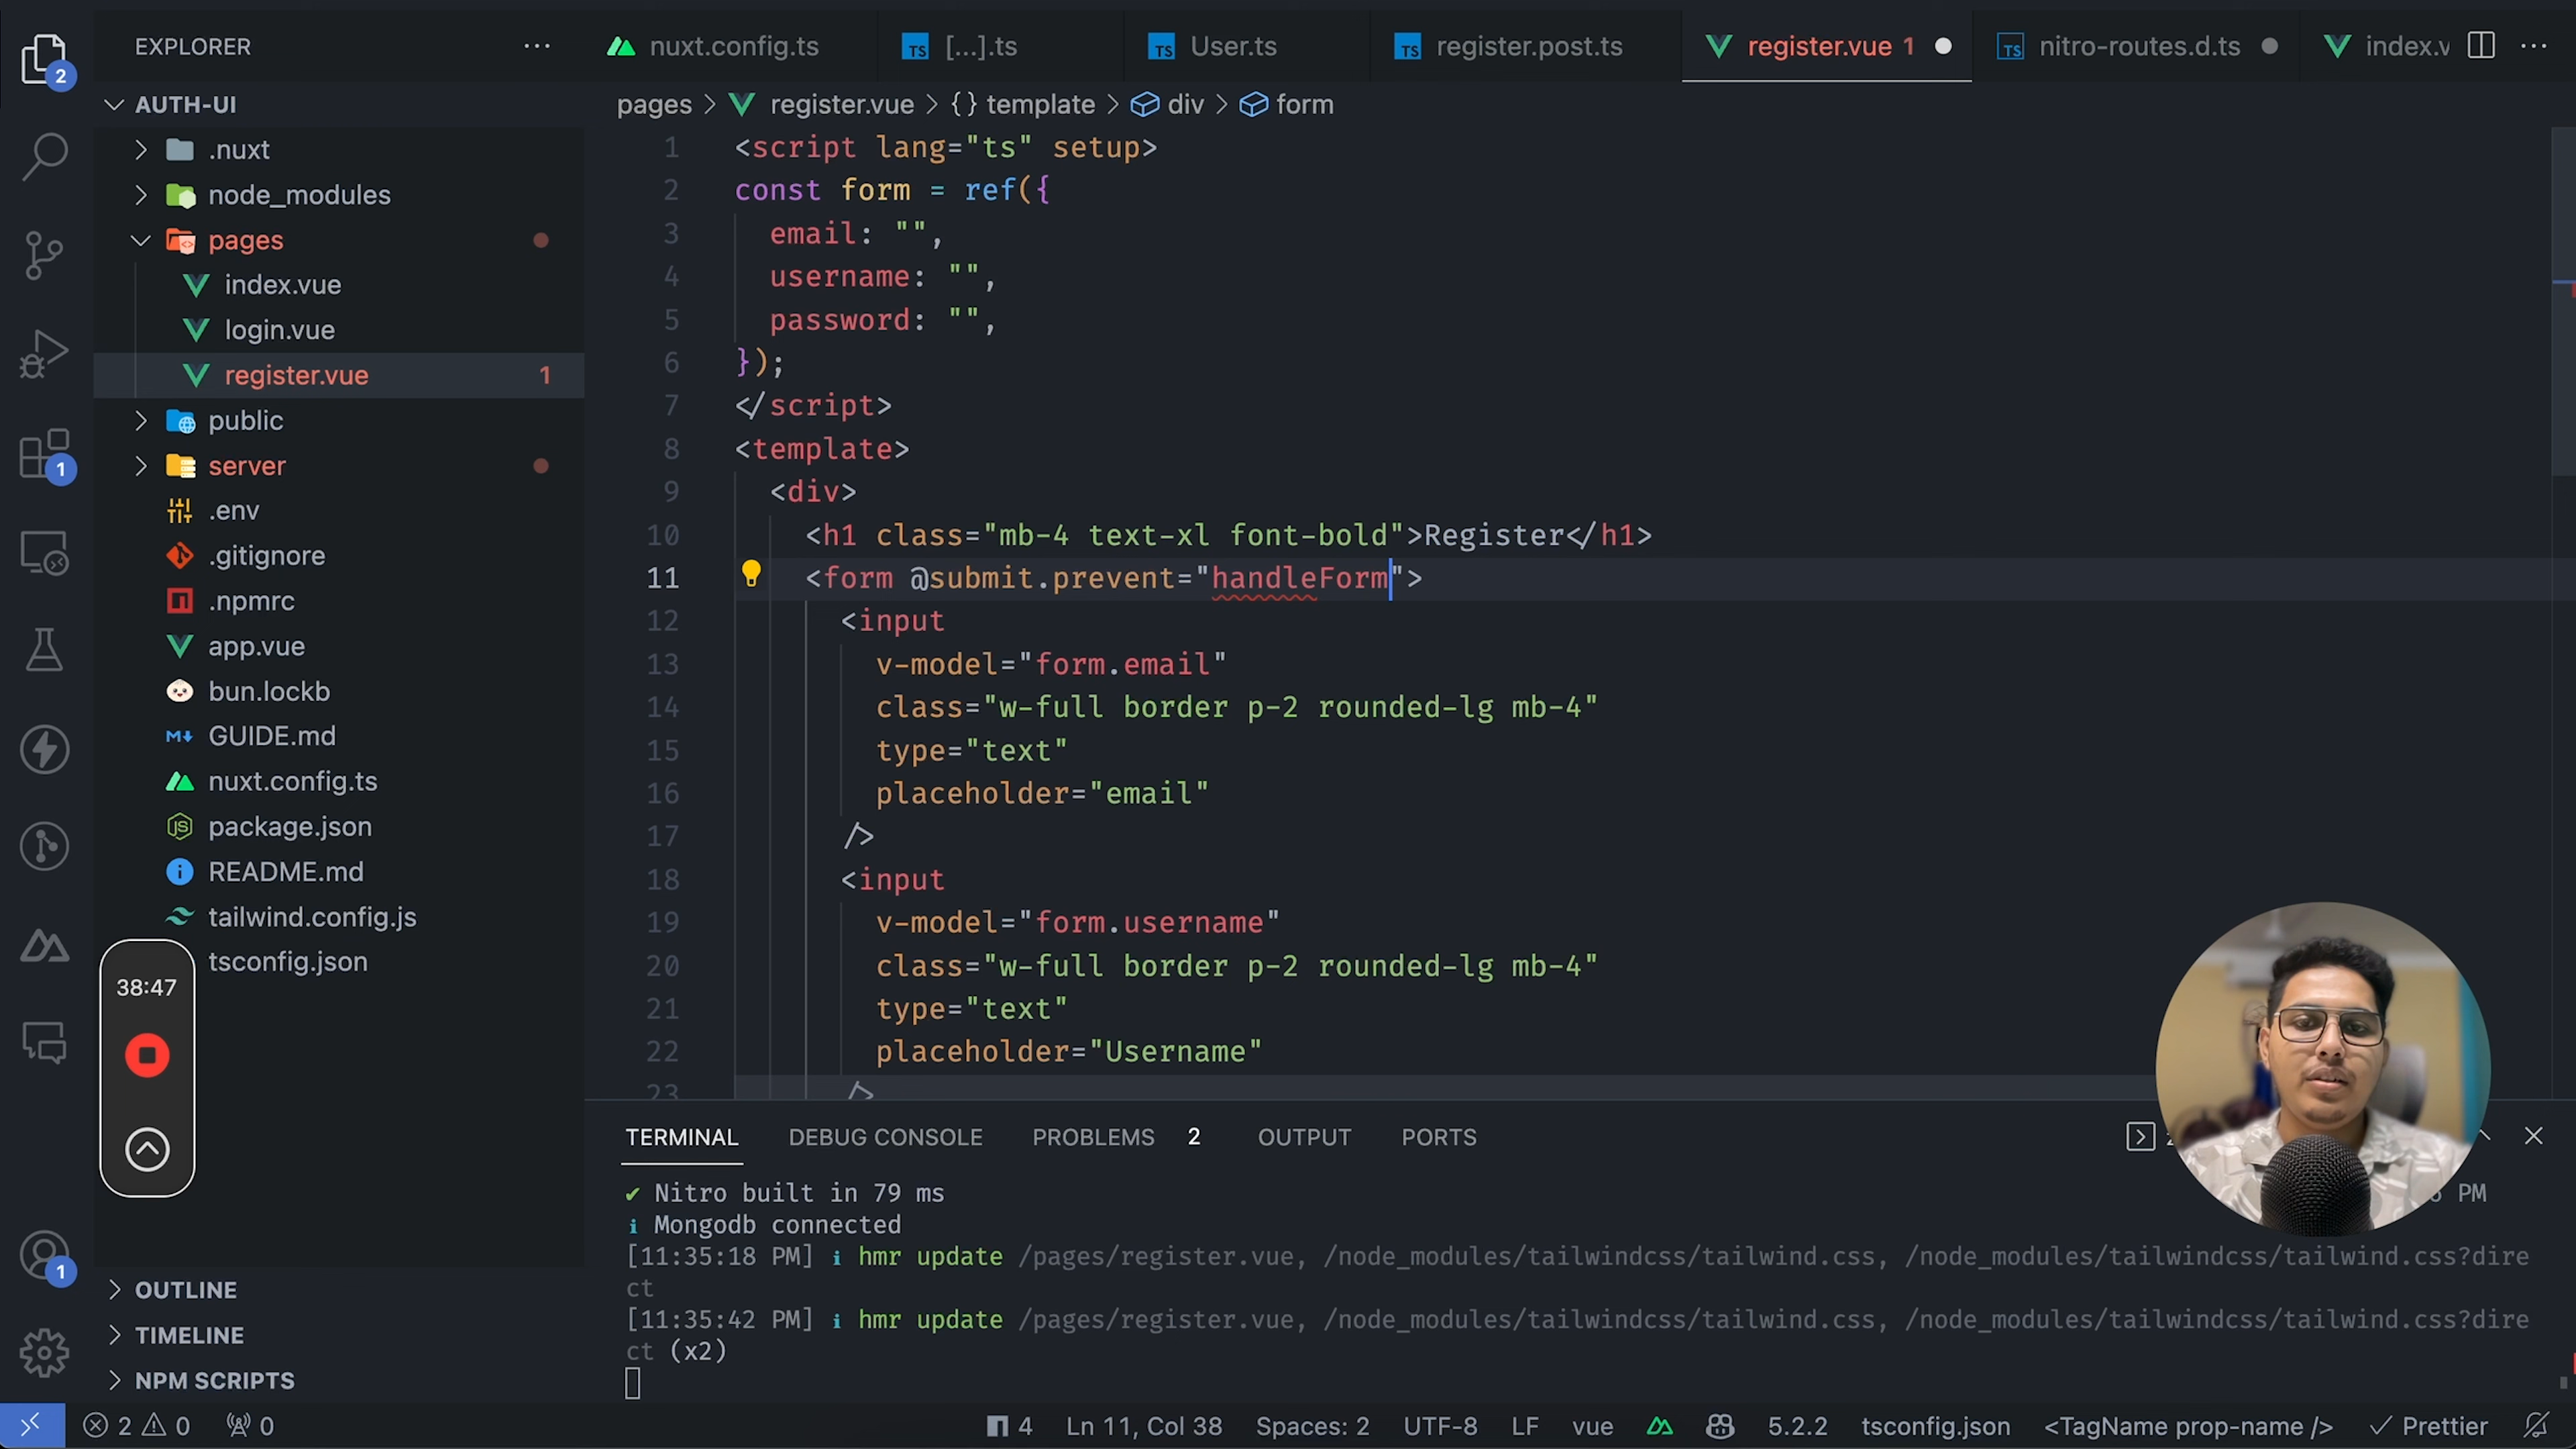 EXPLORER
AUTH-UI
.nuxt
node_modules
pages
index.vue
login.vue
register.vue 1
public
server
.env
.gitignore
.npmrc
app.vue
bun.lockb
GUIDE.md
nuxt.config.ts
package.json
README.md
tailwind.config.js
tsconfig.json
OUTLINE
TIMELINE
NPM SCRIPTS
2
1
1
38:47
nuxt.config.ts
[...].ts
User.ts
register.post.ts
register.vue 1
nitro-routes.d.ts
index.v
pages > register.vue > {} template > div > form
1 <script lang="ts" setup>
2 const form = ref({
3 email: "",
4 username: "",
5 password: "",
6 });
7 </script>
8 <template>
9 <div>
10 <h1 class="mb-4 text-xl font-bold">Register</h1>
11 <form @submit.prevent="handleForm">
12 <input
13 v-model="form.email"
14 class="w-full border p-2 rounded-lg mb-4"
15 type="text"
16 placeholder="email"
17 />
18 <input
19 v-model="form.username"
20 class="w-full border p-2 rounded-lg mb-4"
21 type="text"
22 placeholder="Username"
23 />
TERMINAL DEBUG CONSOLE PROBLEMS 2 OUTPUT PORTS
✔ Nitro built in 79 ms PM
ℹ Mongodb connected
[11:35:18 PM] ℹ hmr update /pages/register.vue, /node_modules/tailwindcss/tailwind.css, /node_modules/tailwindcss/tailwind.css?dire
ct
[11:35:42 PM] ℹ hmr update /pages/register.vue, /node_modules/tailwindcss/tailwind.css, /node_modules/tailwindcss/tailwind.css?dire
ct (x2)
2 0 0 4 Ln 11, Col 38 Spaces: 2 UTF-8 LF vue 5.2.2 tsconfig.json <TagName prop-name /> Prettier